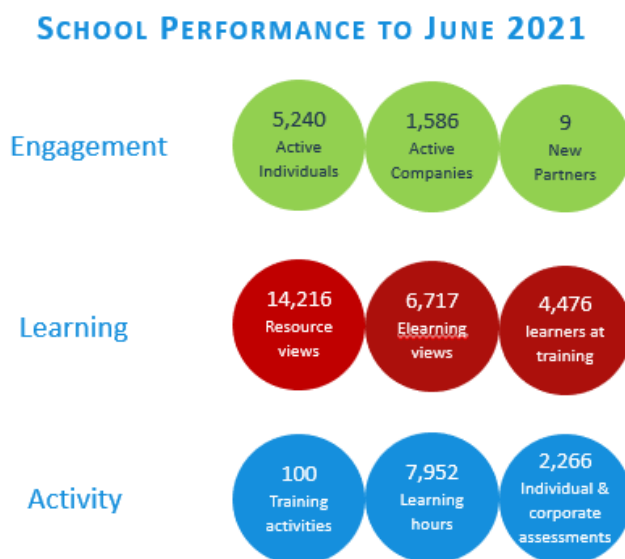 SCHOOL PERFORMANCE TO JUNE 2021
Engagement
5,240
Active
Individuals
1,586
Active
Companies
9
New
Partners
Learning
14,216
Resource
views
6,717
Elearning
views
4,476
learners at
training
Activity
100
Training
activities
7,952
Learning
hours
2,266
Individual &
corporate
assessments